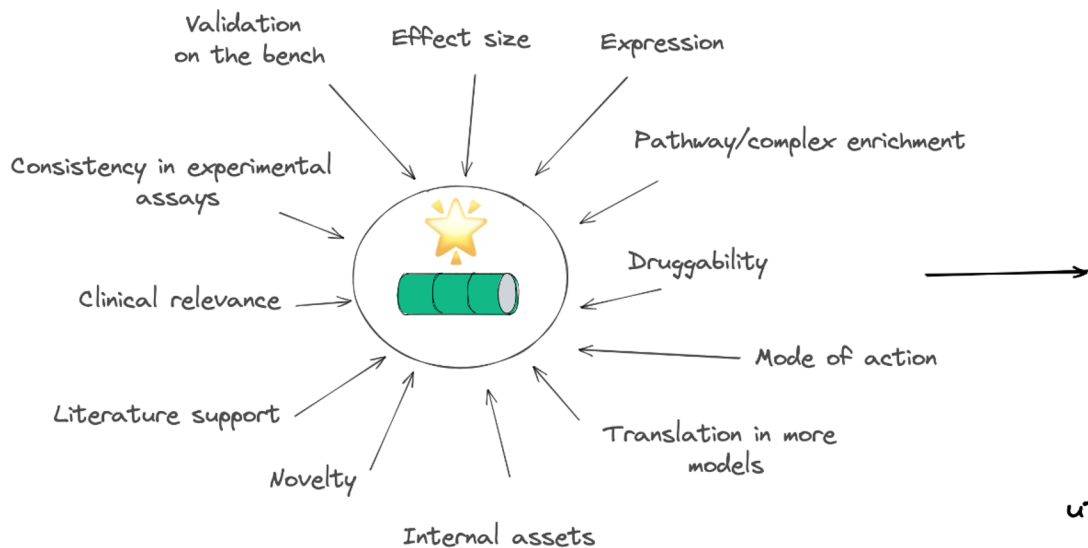 Validation
on the bench
Effect size
Expression
Pathway/complex enrichment
Consistency in experimental
assays
Druggability
Clinical relevance
Mode of action
Literature support
Translation in more
models
Novelty
Internal assets